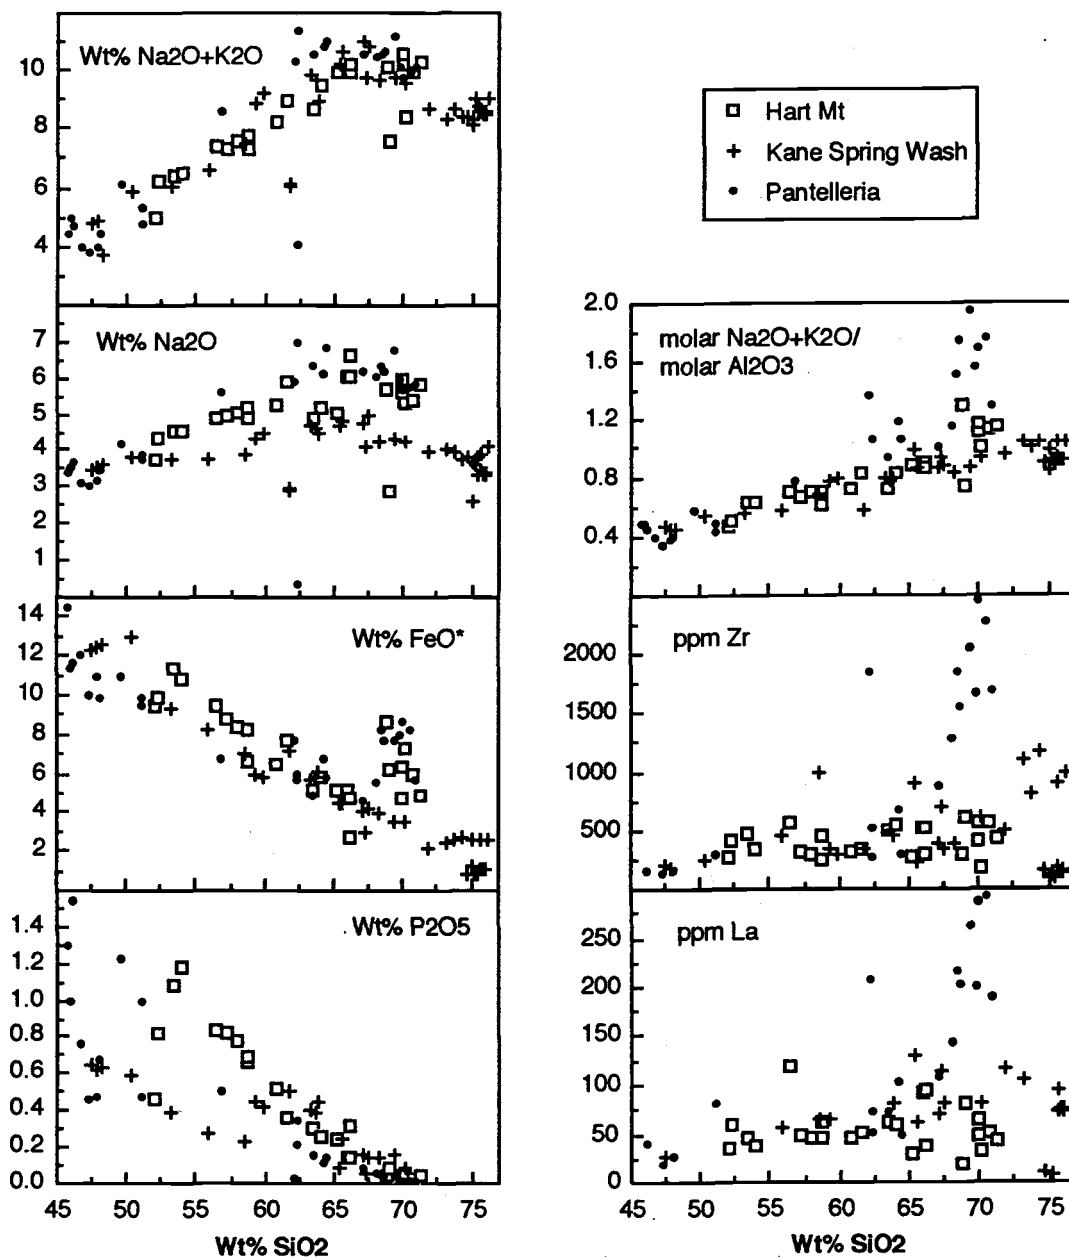 Wt% Na2O+K2O
10
8
6
4
Hart Mt
Kane Spring Wash
Pantelleria
Wt% Na2O
7
6
5
4
3
2
1
molar Na2O+K2O/
molar Al2O3
2.0
1.6
1.2
0.8
0.4
Wt% FeO*
14
12
10
8
6
4
2
ppm Zr
2000
1500
1000
500
Wt% P2O5
1.4
1.2
1.0
0.8
0.6
0.4
0.2
0.0
45 50 55 60 65 70 75
Wt% SiO2
ppm La
250
200
150
100
50
0
45 50 55 60 65 70 75
Wt% SiO2